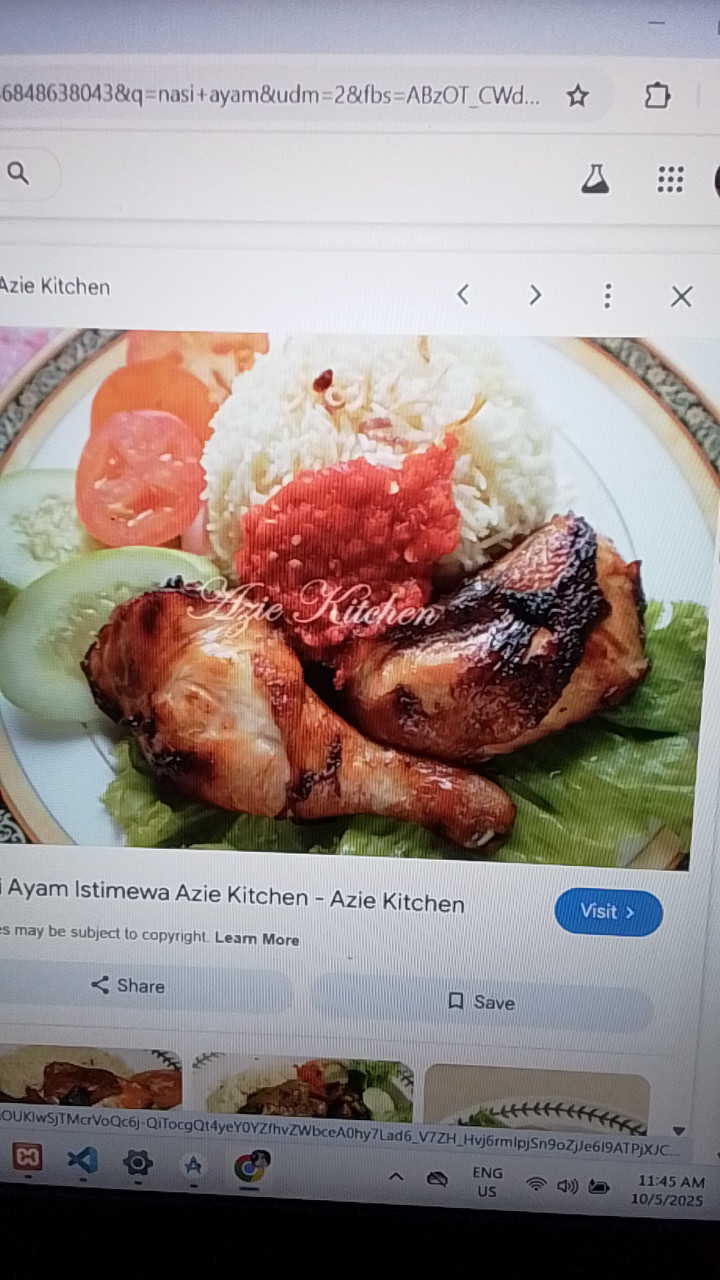 6848638043&q=nasi+ayam&udm=2&fbs=ABzOT_CWd...
Azie Kitchen
Azie Kitchen
i Ayam Istimewa Azie Kitchen - Azie Kitchen
Visit >
es may be subject to copyright. Learn More
Share
Save
ENG
US
11:45 AM
10/5/2025